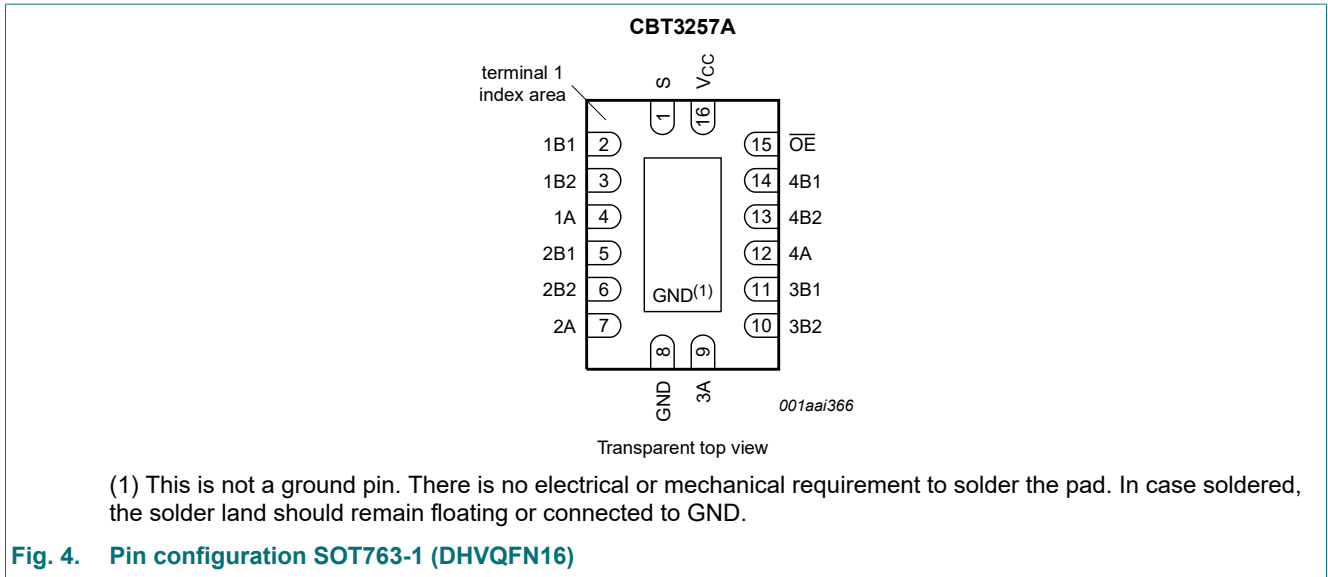 CBT3257A
terminal 1
index area
S
VCC
1
16
1B1 2
15 OE
1B2 3
14 4B1
1A 4
13 4B2
2B1 5
12 4A
2B2 6
GND(1)
11 3B1
2A 7
10 3B2
8
9
GND
3A
001aai366
Transparent top view
(1) This is not a ground pin. There is no electrical or mechanical requirement to solder the pad. In case soldered,
the solder land should remain floating or connected to GND.
Fig. 4. Pin configuration SOT763-1 (DHVQFN16)